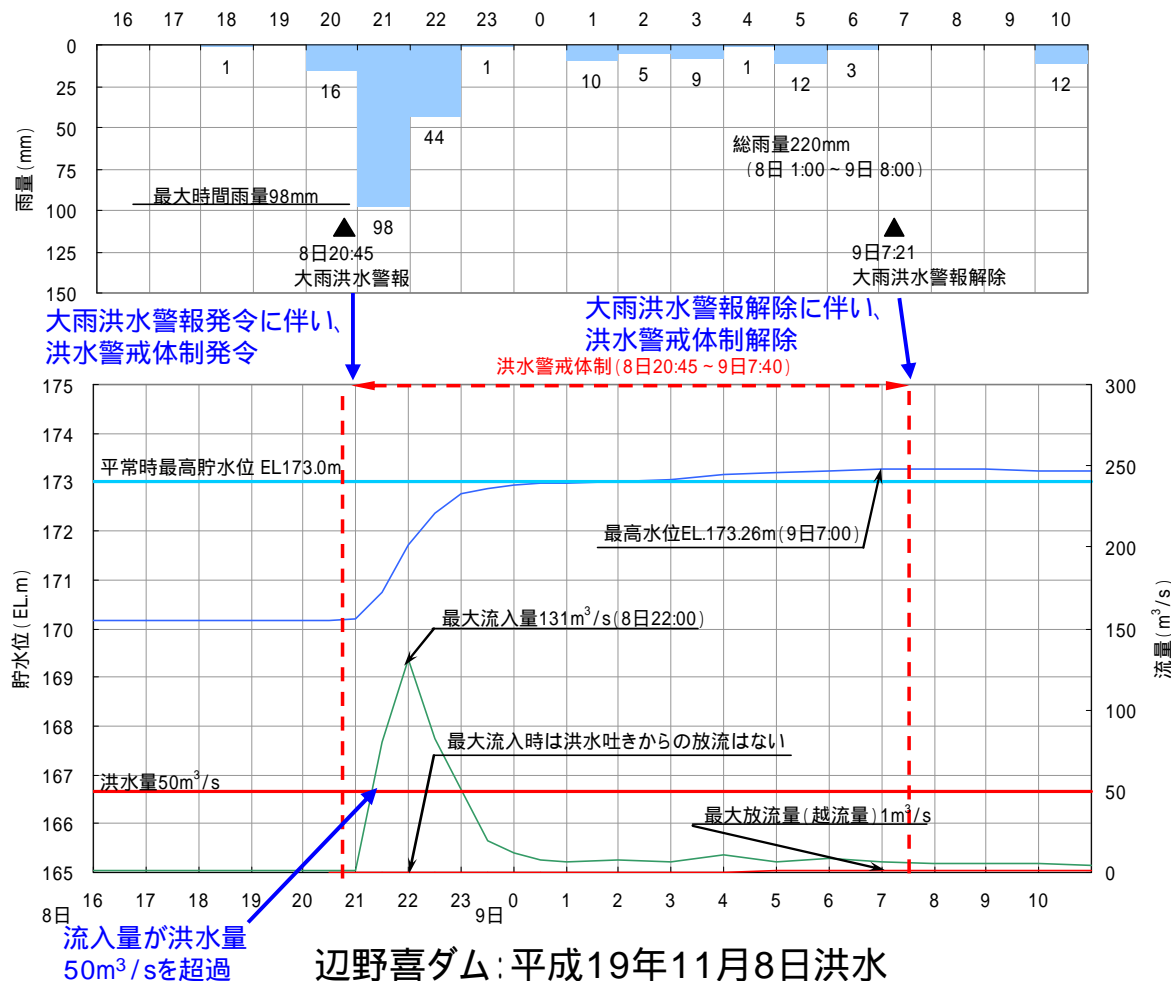 16 17 18 19 20 21 22 23 0 1 2 3 4 5 6 7 8 9 10
0
25
50
75
100
125
150
雨量(mm)
1
16
98
44
1
10
5
9
1
12
3
12
総雨量220mm
(8日 1:00~9日 8:00)
最大時間雨量98mm
▲
8日20:45
大雨洪水警報
▲
9日7:21
大雨洪水警報解除
大雨洪水警報発令に伴い、
洪水警戒体制発令
大雨洪水警報解除に伴い、
洪水警戒体制解除
洪水警戒体制(8日20:45~9日7:40)
175
174
173
172
171
170
169
168
167
166
165
貯水位(EL.m)
300
250
200
150
100
50
0
流量(m³/s)
平常時最高貯水位 EL173.0m
最高水位EL.173.26m(9日7:00)
最大流入量131m³/s(8日22:00)
最大流入時は洪水吐きからの放流はない
洪水量50m³/s
最大放流量(越流量)1m³/s
16 17 18 19 20 21 22 23 0 1 2 3 4 5 6 7 8 9 10
8日
9日
流入量が洪水量
50m³/sを超過
辺野喜ダム:平成19年11月8日洪水